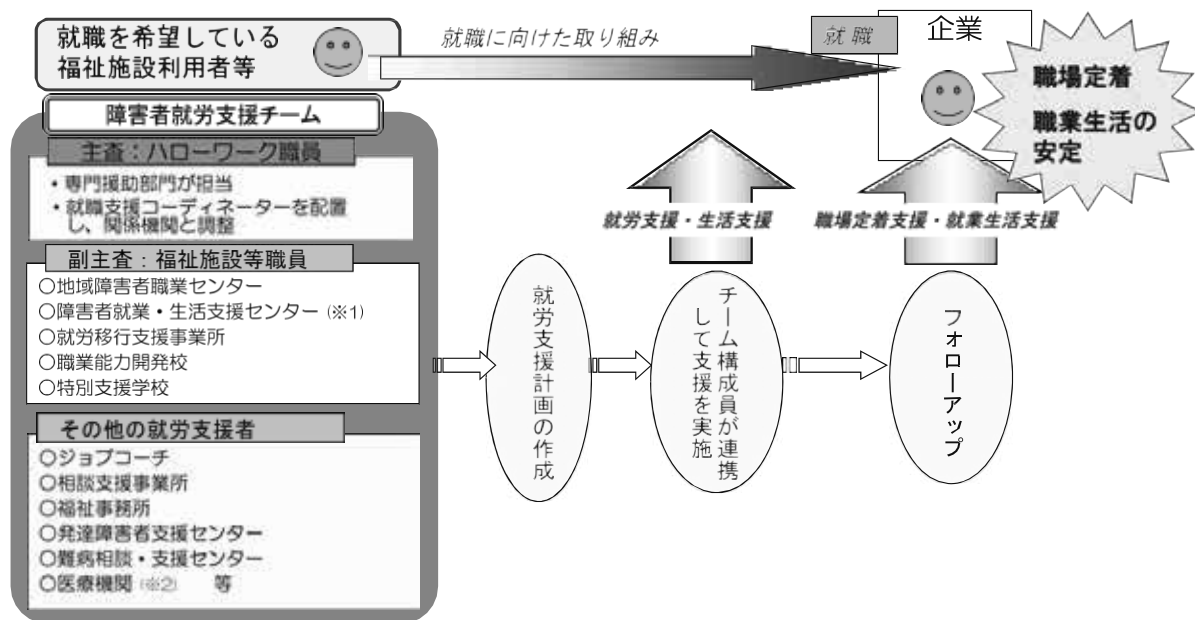 就職を希望している
福祉施設利用者等
就職に向けた取り組み
就職
企業
職場定着
職業生活の
安定
障害者就労支援チーム
主査：ハローワーク職員
・専門援助部門が担当
・就職支援コーディネーターを配置
し、関係機関と調整
副主査：福祉施設等職員
○地域障害者職業センター
○障害者就業・生活支援センター（※1）
○就労移行支援事業所
○職業能力開発校
○特別支援学校
その他の就労支援者
○ジョブコーチ
○相談支援事業所
○福祉事務所
○発達障害者支援センター
○難病相談・支援センター
○医療機関（※2）　等
就労支援計画の作成
就労支援・生活支援
チーム構成員が連携
して支援を実施
職場定着支援・就業生活支援
フォローアップ